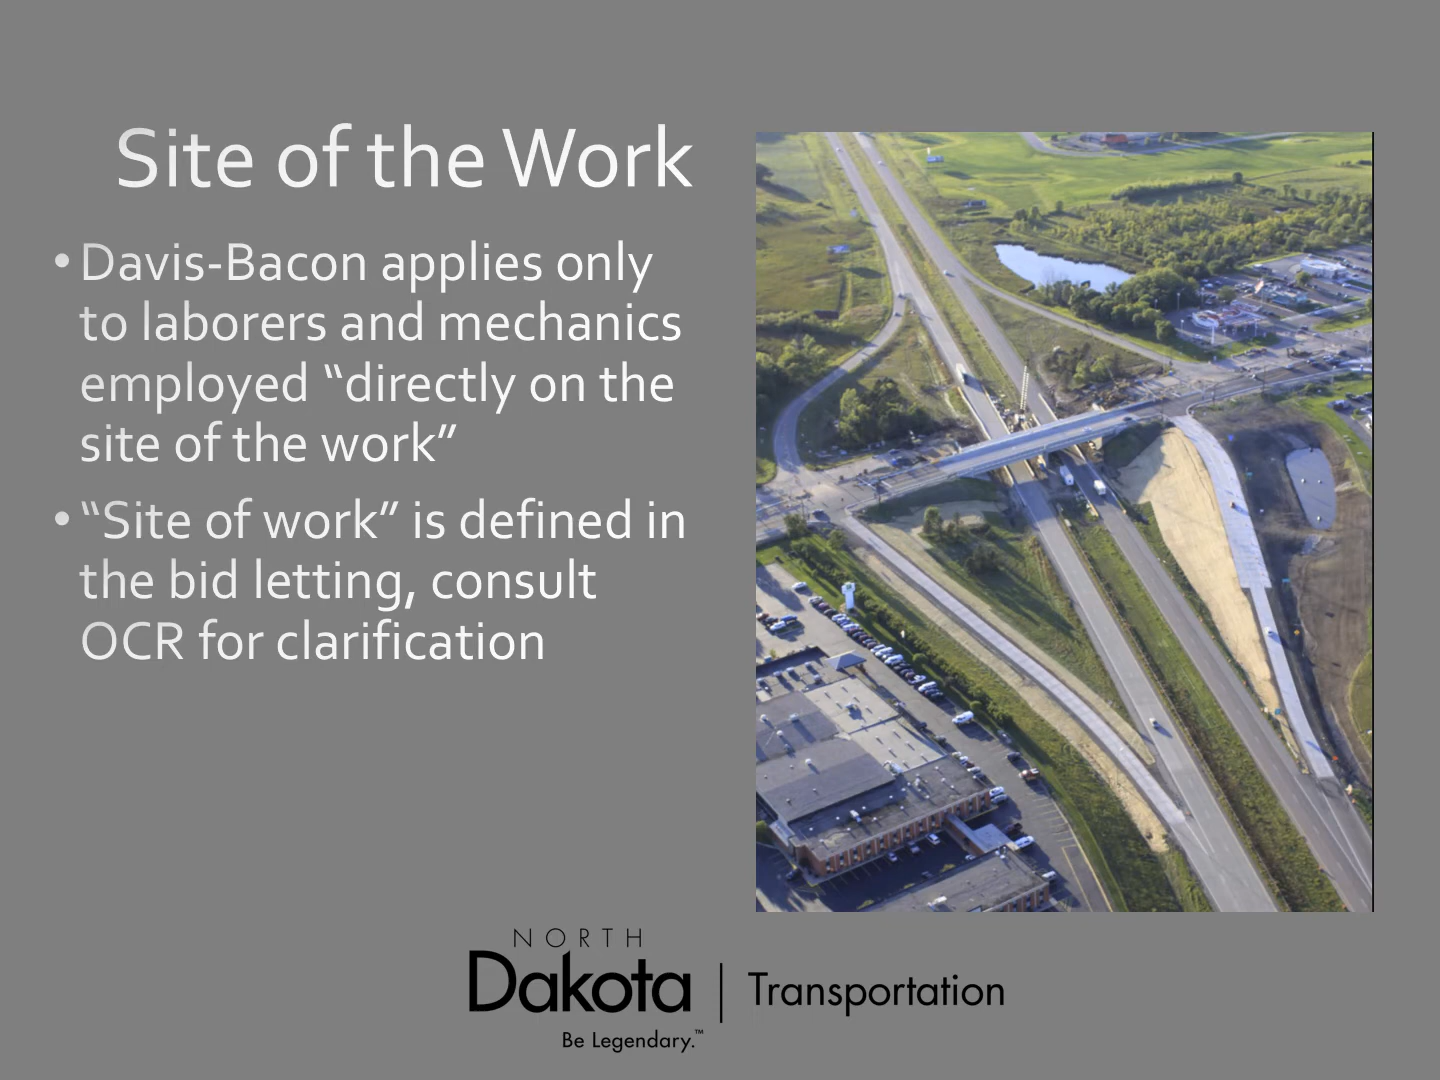 Site of the Work
• Davis-Bacon applies only
to laborers and mechanics
employed “directly on the
site of the work”
• “Site of work” is defined in
the bid letting, consult
OCR for clarification
NORTH
Dakota | Transportation
Be Legendary.™